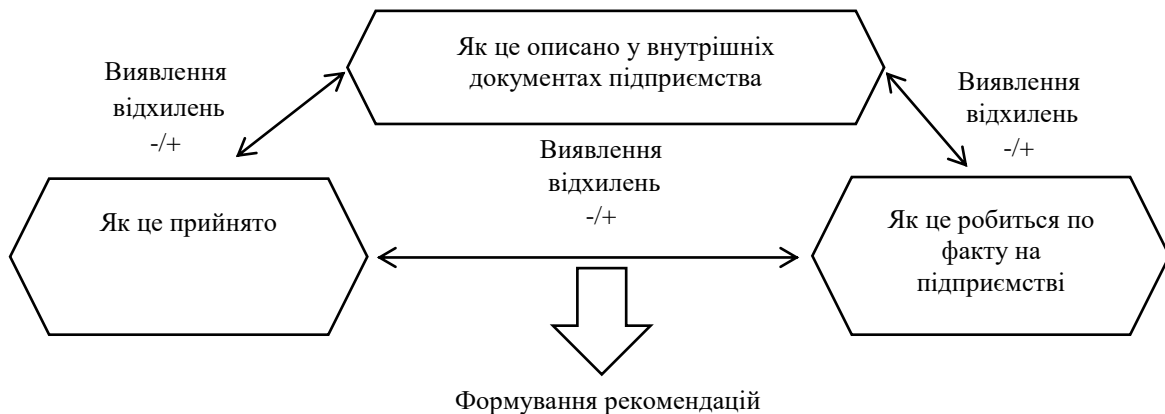 Як це описано у внутрішніх
документах підприємства
Виявлення
відхилень
-/+
Виявлення
відхилень
-/+
Виявлення
відхилень
-/+
Як це прийнято
Як це робиться по
факту на
підприємстві
Формування рекомендацій